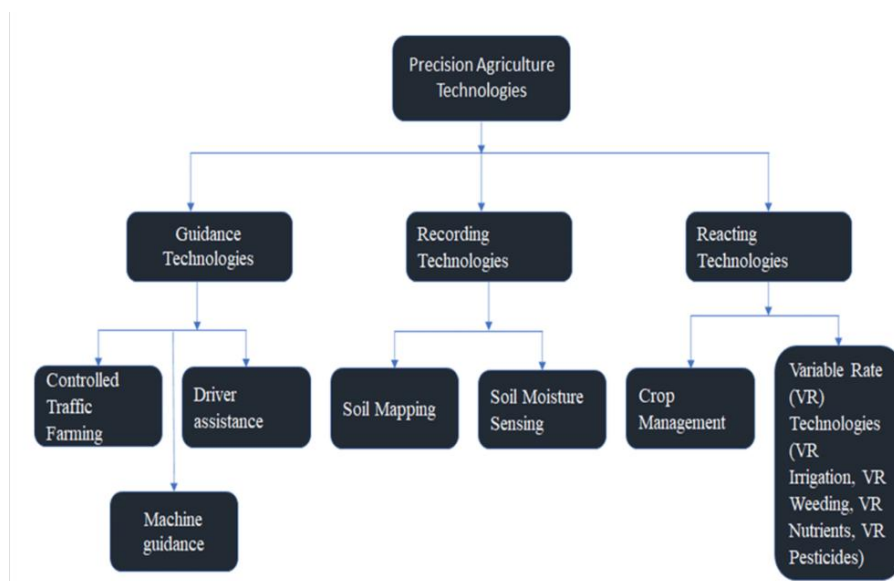 Precision Agriculture
Technologies
Guidance
Technologies
Recording
Technologies
Reacting
Technologies
Controlled
Traffic
Farming
Driver
assistance
Machine
guidance
Soil Mapping
Soil Moisture
Sensing
Crop
Management
Variable Rate
(VR)
Technologies
(VR
Irrigation, VR
Weeding, VR
Nutrients, VR
Pesticides)